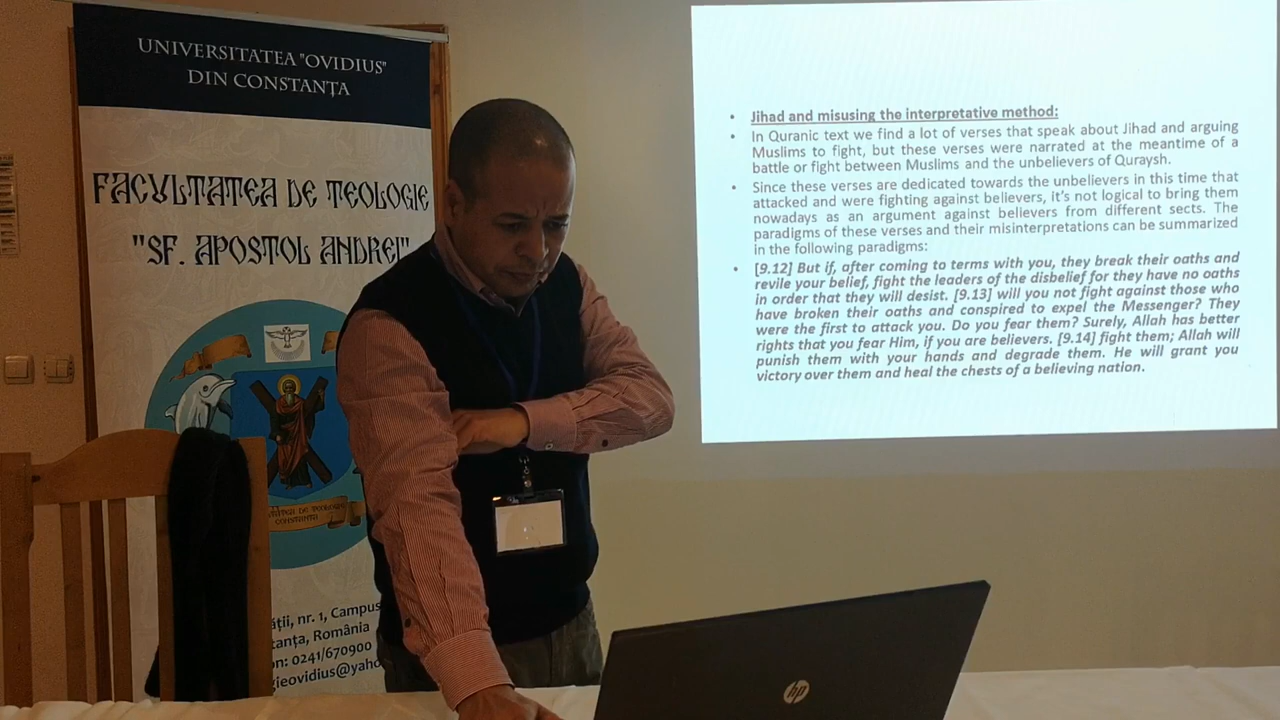 UNIVERSITATEA "OVIDIUS"
DIN CONSTANȚA
FACULTATEA DE TEOLOGIE
"SF. APOSTOL ANDREI"
TATEA DE TEOLOGIE
CONSTANȚA
ății, nr. 1, Campus
tanța, România
on: 0241/670900
gieovidius@yaho
• Jihad and misusing the interpretative method:
• In Quranic text we find a lot of verses that speak about Jihad and arguing
Muslims to fight, but these verses were narrated at the meantime of a
battle or fight between Muslims and the unbelievers of Quraysh.
• Since these verses are dedicated towards the unbelievers in this time that
attacked and were fighting against believers, it's not logical to bring them
nowadays as an argument against believers from different sects. The
paradigms of these verses and their misinterpretations can be summarized
in the following paradigms:
• [9.12] But if, after coming to terms with you, they break their oaths and
revile your belief, fight the leaders of the disbelief for they have no oaths
in order that they will desist. [9.13] will you not fight against those who
have broken their oaths and conspired to expel the Messenger? They
were the first to attack you. Do you fear them? Surely, Allah has better
rights that you fear Him, if you are believers. [9.14] fight them; Allah will
punish them with your hands and degrade them. He will grant you
victory over them and heal the chests of a believing nation.
hp